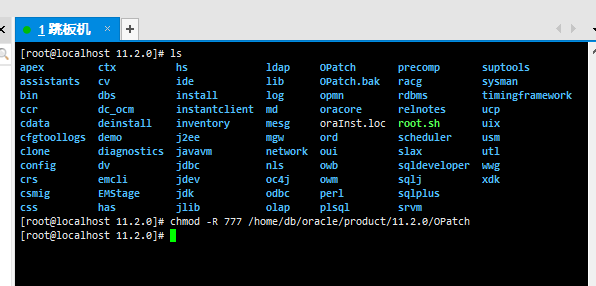 1 跳板机 × +
[root@localhost 11.2.0]# ls
apex ctx hs ldap OPatch precomp suptools
assistants cv ide lib OPatch.bak racg sysman
bin dbs install log opmn rdbms timingframework
ccr dc_ocm instantclient md oracore relnotes ucp
cdata deinstall inventory mesg oraInst.loc root.sh uix
cfgtoollogs demo j2ee mgw ord scheduler usm
clone diagnostics javavm network oui slax utl
config dv jdbc nls owb sqldeveloper wwg
crs emcli jdev oc4j owm sqlj xdk
csmig EMStage jdk odbc perl sqlplus
css has jlib olap plsql srvm
[root@localhost 11.2.0]# chmod -R 777 /home/db/oracle/product/11.2.0/OPatch
[root@localhost 11.2.0]#